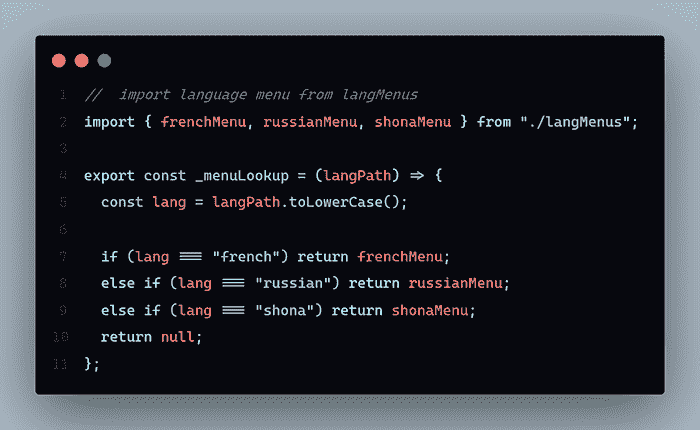 1 //  import language menu from langMenus
2 import { frenchMenu, russianMenu, shonaMenu } from "./langMenus";
3
4 export const _menuLookup = (langPath) => {
5   const lang = langPath.toLowerCase();
6
7   if (lang === "french") return frenchMenu;
8   else if (lang === "russian") return russianMenu;
9   else if (lang === "shona") return shonaMenu;
10   return null;
11 };